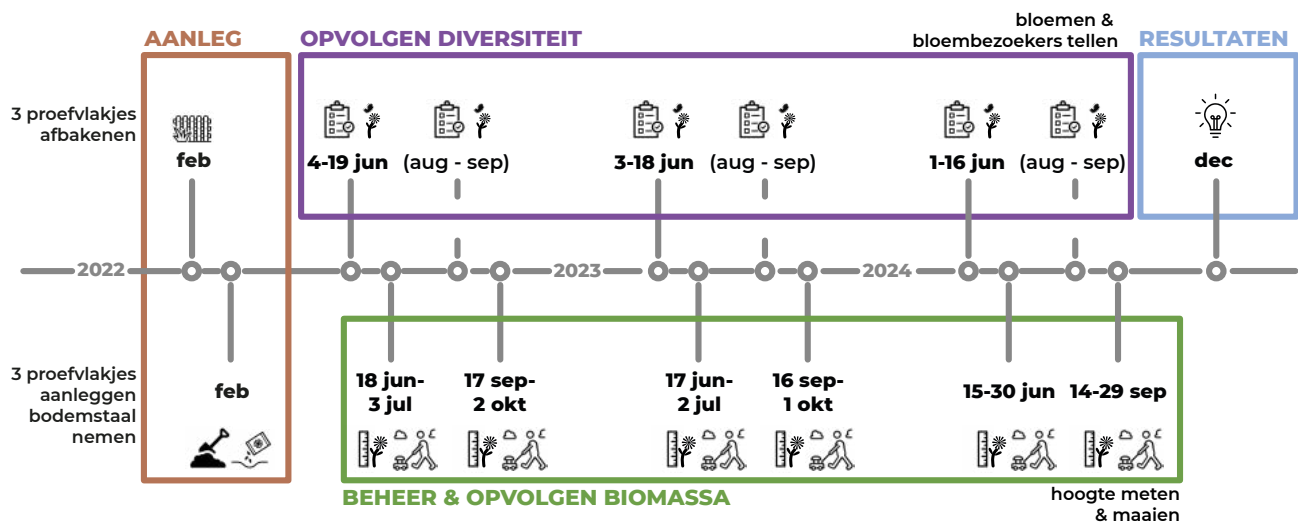 AANLEG
OPVOLGEN DIVERSITEIT
bloemen &
bloembezoekers tellen
RESULTATEN
3 proefvlakjes
afbakenen
feb
4-19 jun
(aug - sep)
3-18 jun
(aug - sep)
1-16 jun
(aug - sep)
dec
2022
2023
2024
3 proefvlakjes
aanleggen
bodemstaal
nemen
feb
18 jun-
3 jul
17 sep-
2 okt
17 jun-
2 jul
16 sep-
1 okt
15-30 jun
14-29 sep
BEHEER & OPVOLGEN BIOMASSA
hoogte meten
& maaien